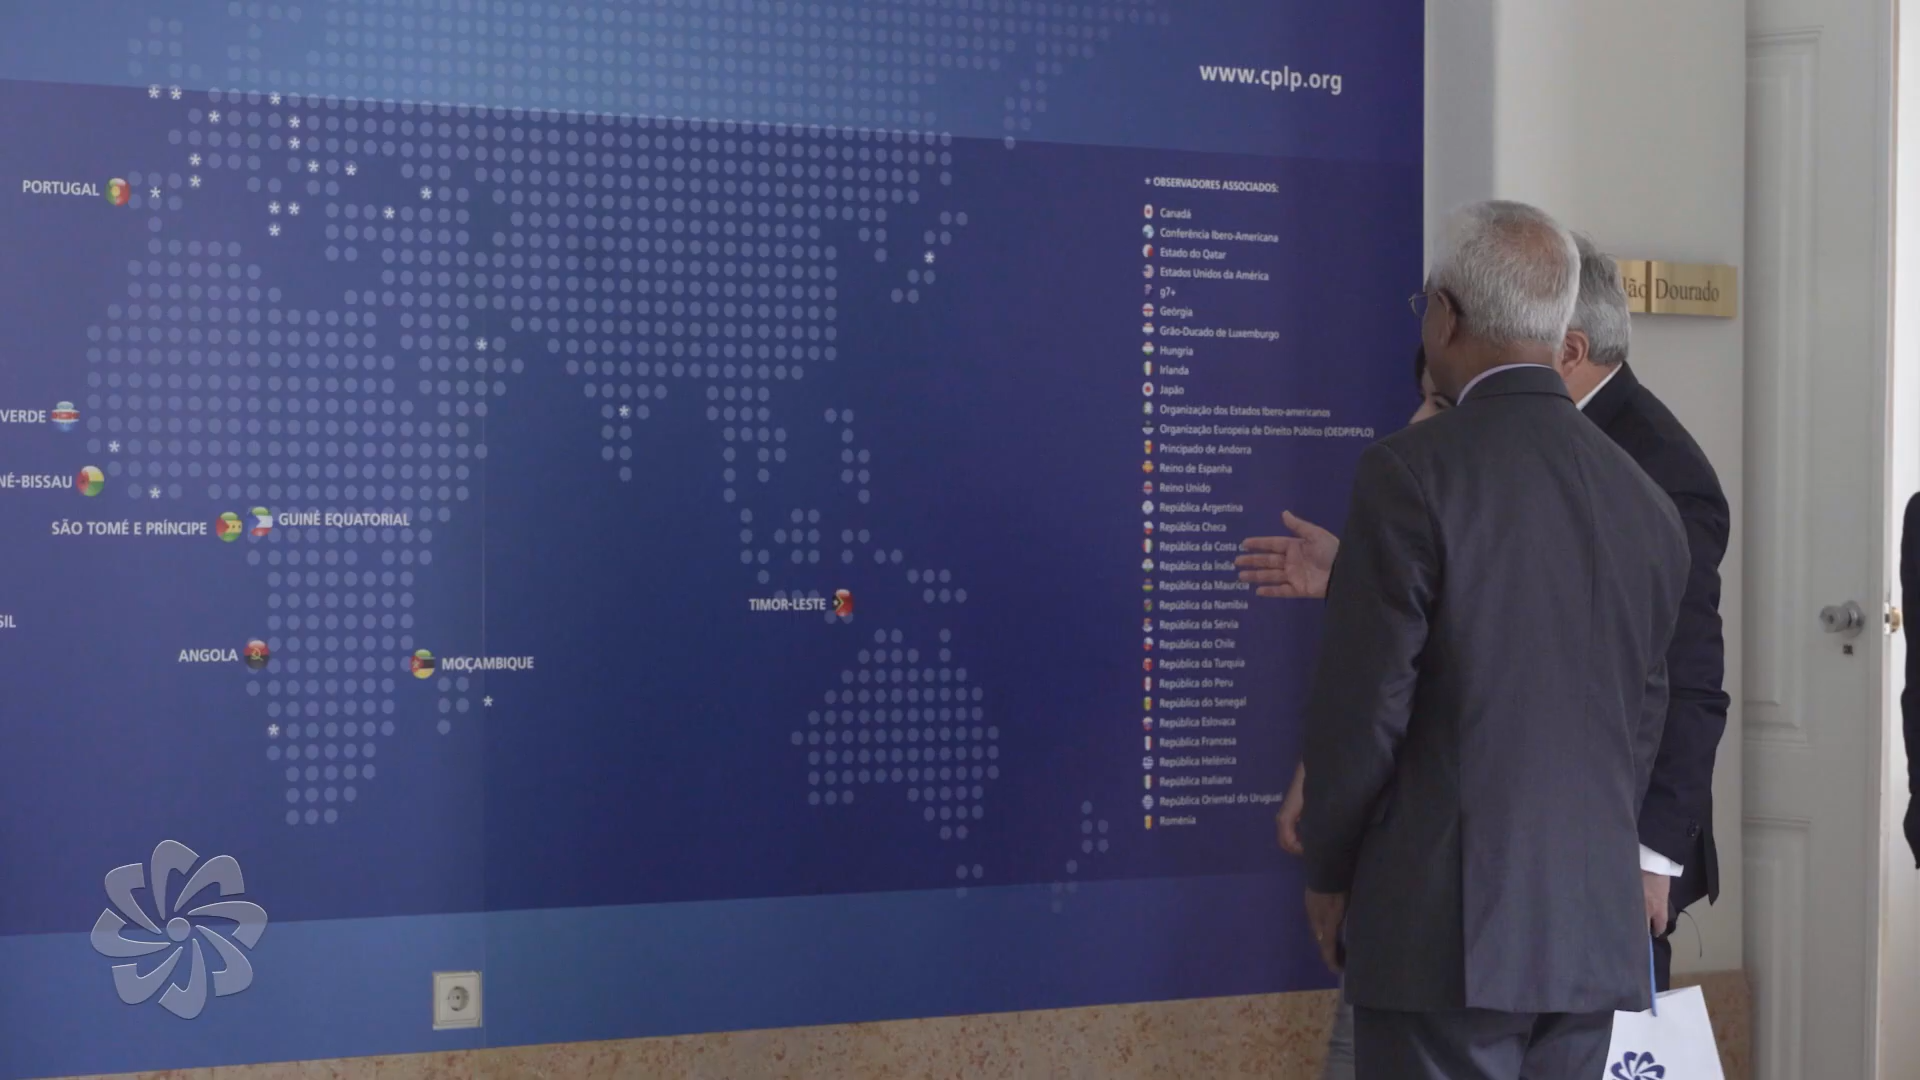 www.cplp.org
PORTUGAL
VERDE
NÉ-BISSAU
SÃO TOMÉ E PRÍNCIPE
GUINÉ EQUATORIAL
SIL
TIMOR-LESTE
ANGOLA
MOÇAMBIQUE
* OBSERVADORES ASSOCIADOS:
Canadá
Conferência Ibero-Americana
Estado do Qatar
Estados Unidos da América
g7+
Geórgia
Grão-Ducado de Luxemburgo
Hungria
Irlanda
Japão
Organização dos Estados Ibero-americanos
Organização Europeia de Direito Público (OEDP/EPLO)
Principado de Andorra
Reino de Espanha
Reino Unido
República Argentina
República Checa
República da Costa
República da Índia
República da Maurícia
República da Namíbia
República da Sérvia
República do Chile
República da Turquia
República do Peru
República do Senegal
República Eslovaca
República Francesa
República Helénica
República Italiana
República Oriental do Uruguai
Roménia
lão Dourado